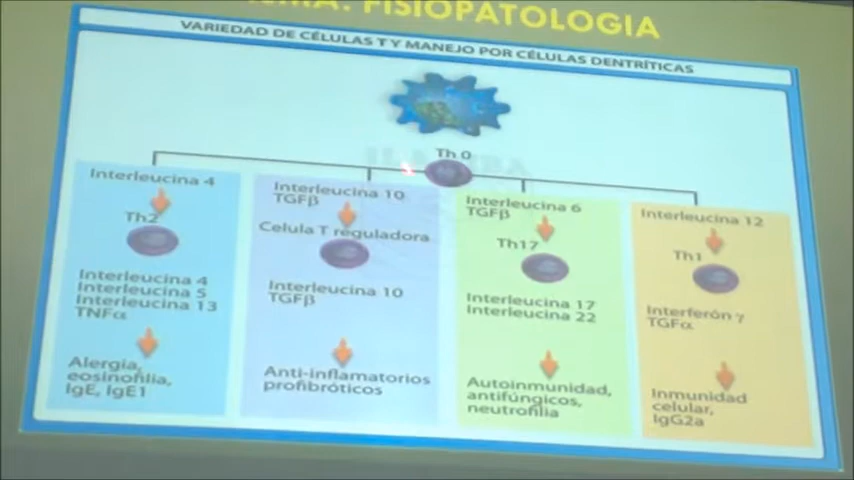 FISIOPATOLOGIA
VARIEDAD DE CÉLULAS T Y MANEJO POR CÉLULAS DENTRÍTICAS
Th 0
Interleucina 4
Th2
Interleucina 4
Interleucina 5
Interleucina 13
TNFα
Alergia,
eosinofilia,
IgE, IgE1
Interleucina 10
TGFβ
Celula T reguladora
Interleucina 10
TGFβ
Anti-inflamatorios
profibróticos
Interleucina 6
TGFβ
Th17
Interleucina 17
Interleucina 22
Autoinmunidad,
antifúngicos,
neutrofilia
Interleucina 12
Th1
Interferón γ
TGFα
Inmunidad
celular,
IgG2a